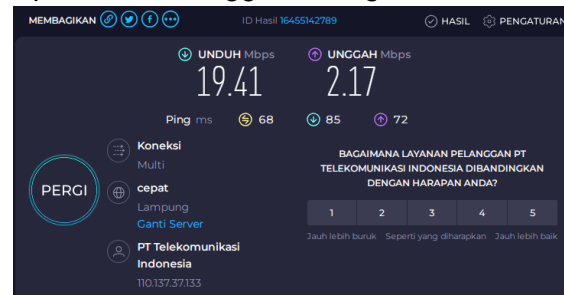 MEMBAGIKAN
ID Hasil 16455142789
HASIL
PENGATURAN
UNDUH Mbps
19.41
UNGGAH Mbps
2.17
Ping ms 68 85 72
PERGI
Koneksi
Multi
cepat
Lampung
Ganti Server
PT Telekomunikasi
Indonesia
110.137.37.133
BAGAIMANA LAYANAN PELANGGAN PT
TELEKOMUNIKASI INDONESIA DIBANDINGKAN
DENGAN HARAPAN ANDA?
1 2 3 4 5
Jauh lebih buruk Seperti yang diharapkan Jauh lebih baik